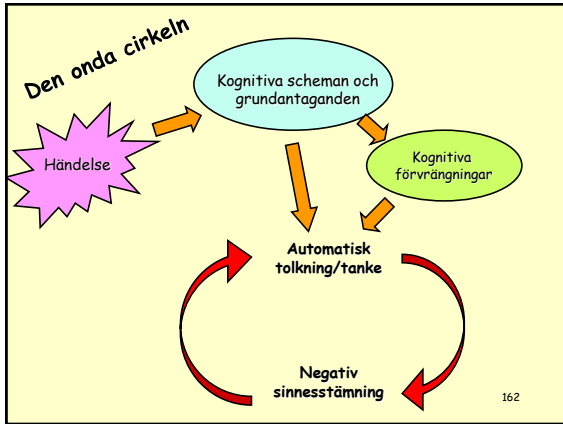 Den onda cirkeln
Kognitiva scheman och
grundantaganden
Händelse
Kognitiva
förvrängningar
Automatisk
tolkning/tanke
Negativ
sinnesstämning
162